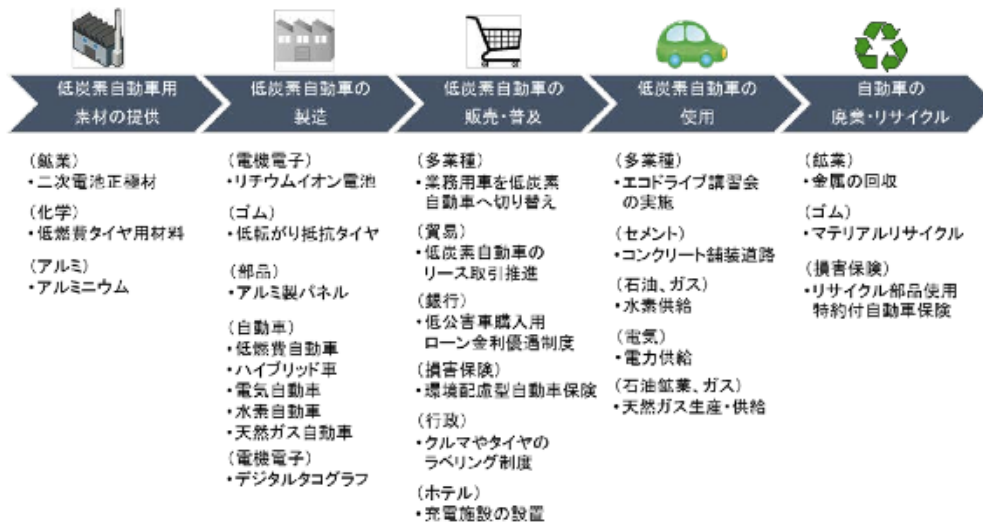 低炭素自動車用
素材の提供
低炭素自動車の
製造
低炭素自動車の
販売・普及
低炭素自動車の
使用
自動車の
廃棄・リサイクル
(鉱業)
・二次電池正極材
(化学)
・低燃費タイヤ用材料
(アルミ)
・アルミニウム
(電機電子)
・リチウムイオン電池
(ゴム)
・低転がり抵抗タイヤ
(部品)
・アルミ製パネル
(自動車)
・低燃費自動車
・ハイブリッド車
・電気自動車
・水素自動車
・天然ガス自動車
(電機電子)
・デジタルタコグラフ
(多業種)
・業務用車を低炭素
自動車へ切り替え
(貿易)
・低炭素自動車の
リース取引推進
(銀行)
・低公害車購入用
ローン金利優遇制度
(損害保険)
・環境配慮型自動車保険
(行政)
・クルマやタイヤの
ラベリング制度
(ホテル)
・充電施設の設置
(多業種)
・エコドライブ講習会
の実施
(セメント)
・コンクリート舗装道路
(石油、ガス)
・水素供給
(電気)
・電力供給
(石油鉱業、ガス)
・天然ガス生産・供給
(鉱業)
・金属の回収
(ゴム)
・マテリアルリサイクル
(損害保険)
・リサイクル部品使用
特約付自動車保険